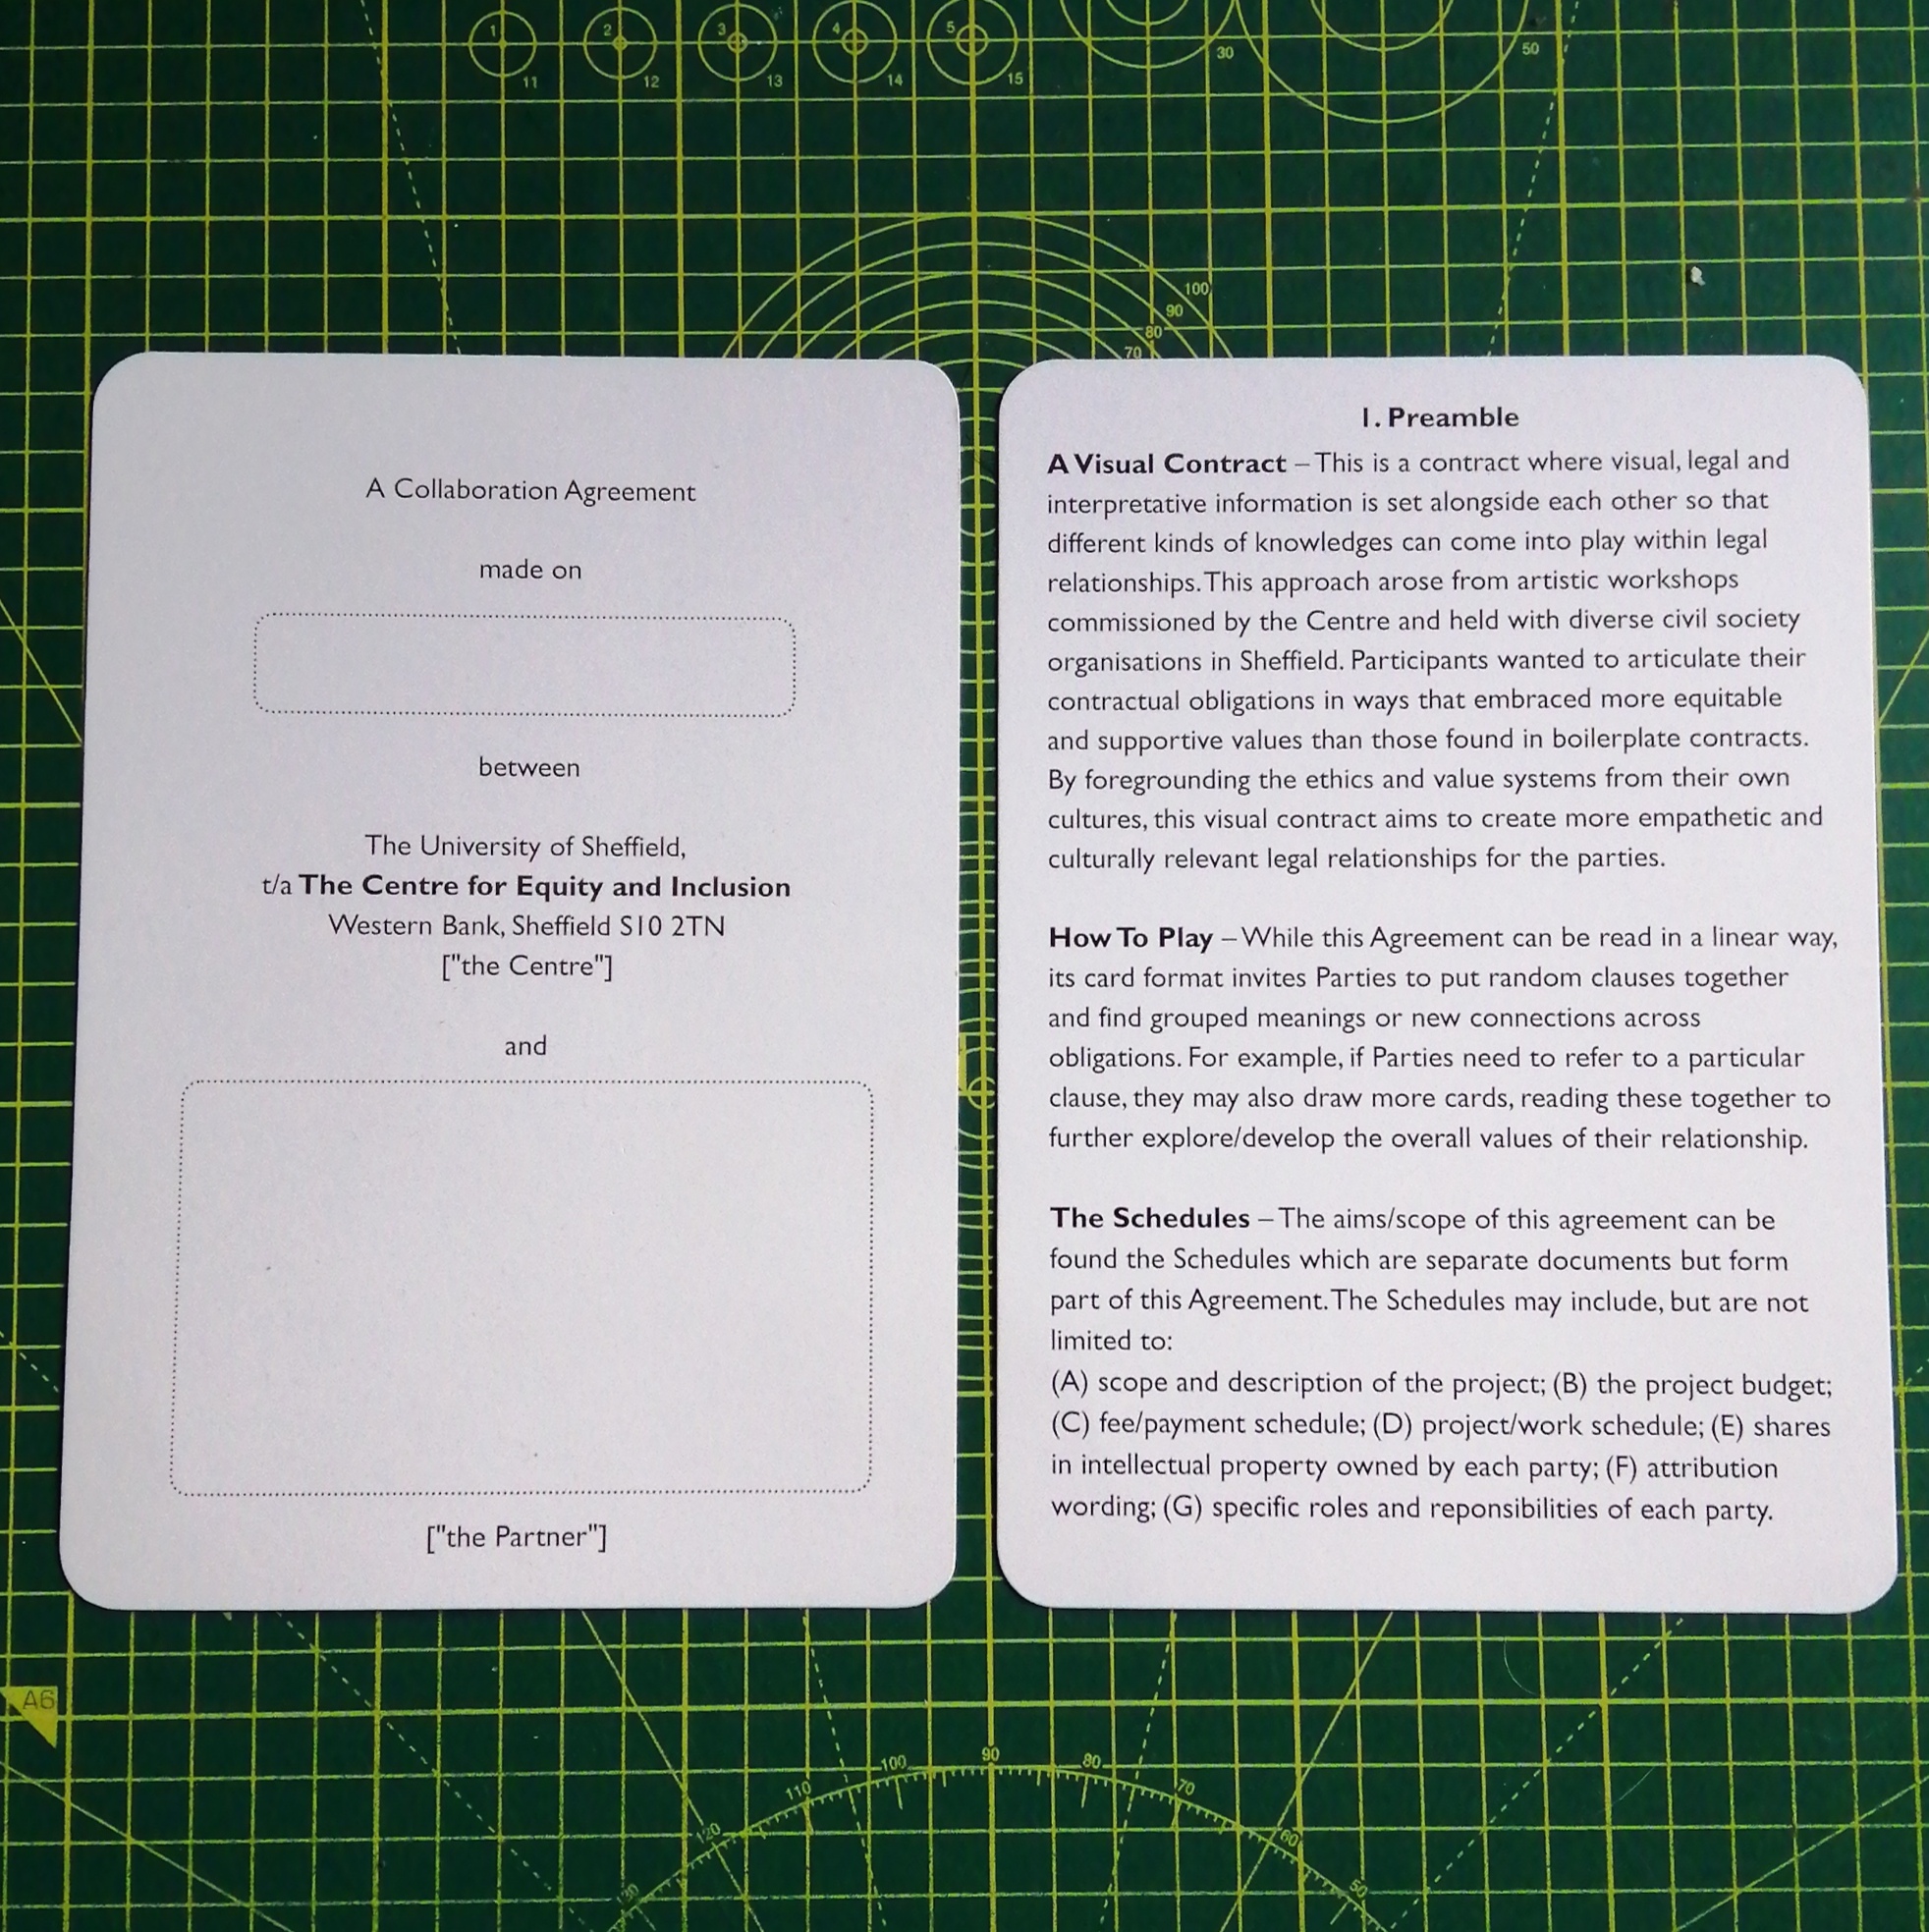 1 2 3 4 5
11 12 13 14 15 30 50
100
90
80
70
A Collaboration Agreement
made on
between
The University of Sheffield,
t/a The Centre for Equity and Inclusion
Western Bank, Sheffield S10 2TN
["the Centre"]
and
["the Partner"]
1. Preamble
A Visual Contract – This is a contract where visual, legal and
interpretative information is set alongside each other so that
different kinds of knowledges can come into play within legal
relationships. This approach arose from artistic workshops
commissioned by the Centre and held with diverse civil society
organisations in Sheffield. Participants wanted to articulate their
contractual obligations in ways that embraced more equitable
and supportive values than those found in boilerplate contracts.
By foregrounding the ethics and value systems from their own
cultures, this visual contract aims to create more empathetic and
culturally relevant legal relationships for the parties.
How To Play – While this Agreement can be read in a linear way,
its card format invites Parties to put random clauses together
and find grouped meanings or new connections across
obligations. For example, if Parties need to refer to a particular
clause, they may also draw more cards, reading these together to
further explore/develop the overall values of their relationship.
The Schedules – The aims/scope of this agreement can be
found the Schedules which are separate documents but form
part of this Agreement. The Schedules may include, but are not
limited to:
(A) scope and description of the project; (B) the project budget;
(C) fee/payment schedule; (D) project/work schedule; (E) shares
in intellectual property owned by each party; (F) attribution
wording; (G) specific roles and reponsibilities of each party.
A6
130 120 110 100 90 80 70 60 50